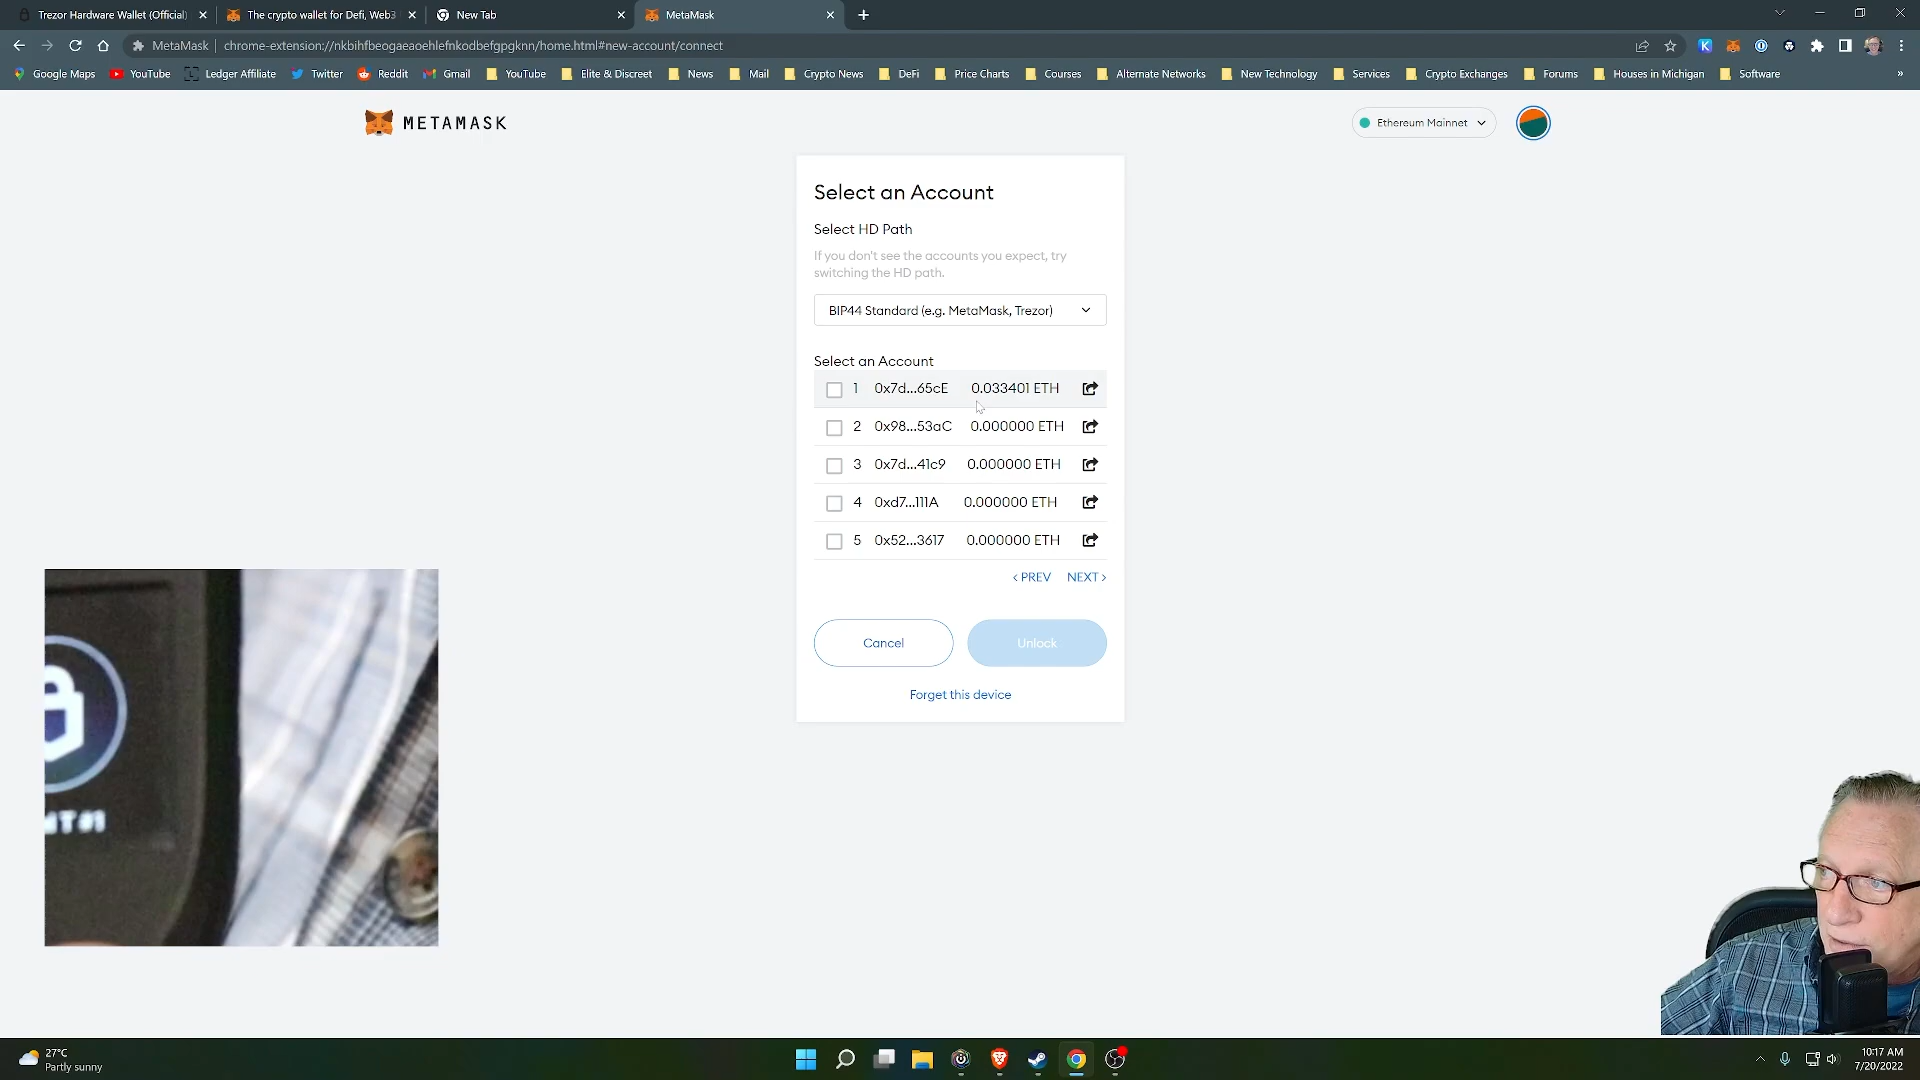 Trezor Hardware Wallet (Official)
The crypto wallet for Defi, Web3
New Tab
MetaMask
MetaMask
chrome-extension://nkbihfbeogaeaoehlefnkodbefgpgknn/home.html#new-account/connect
Google Maps
YouTube
Ledger Affiliate
Twitter
Reddit
Gmail
YouTube
Elite & Discreet
News
Mail
Crypto News
DeFi
Price Charts
Courses
Alternate Networks
New Technology
Services
Crypto Exchanges
Forums
Houses in Michigan
Software
»
METAMASK
Ethereum Mainnet
Select an Account
Select HD Path
If you don't see the accounts you expect, try
switching the HD path.
BIP44 Standard (e.g. MetaMask, Trezor)
Select an Account
1 0x7d...65cE 0.033401 ETH
2 0x98...53aC 0.000000 ETH
3 0x7d...41c9 0.000000 ETH
4 0xd7...111A 0.000000 ETH
5 0x52...3617 0.000000 ETH
< PREV NEXT >
Cancel
Unlock
Forget this device
27°C
Partly sunny
10:17 AM
7/20/2022